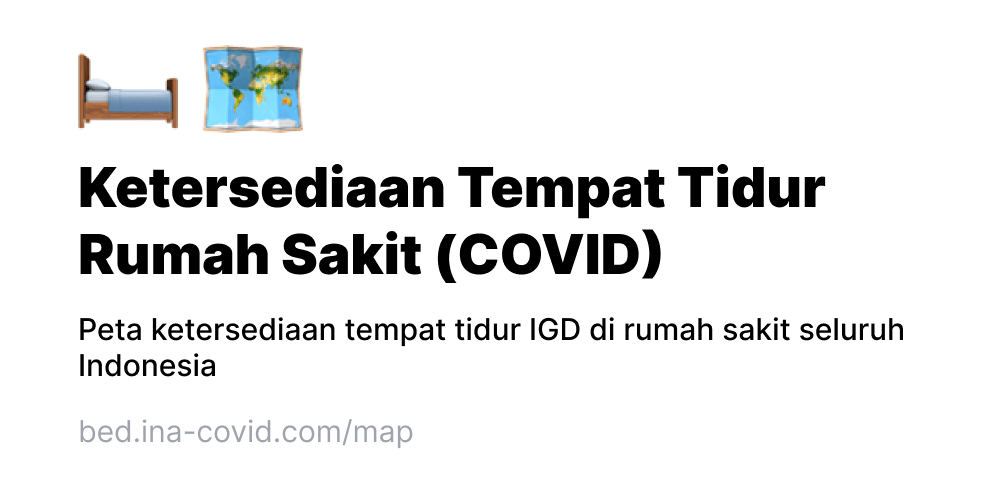 Ketersediaan Tempat Tidur
Rumah Sakit (COVID)
Peta ketersediaan tempat tidur IGD di rumah sakit seluruh
Indonesia
bed.ina-covid.com/map